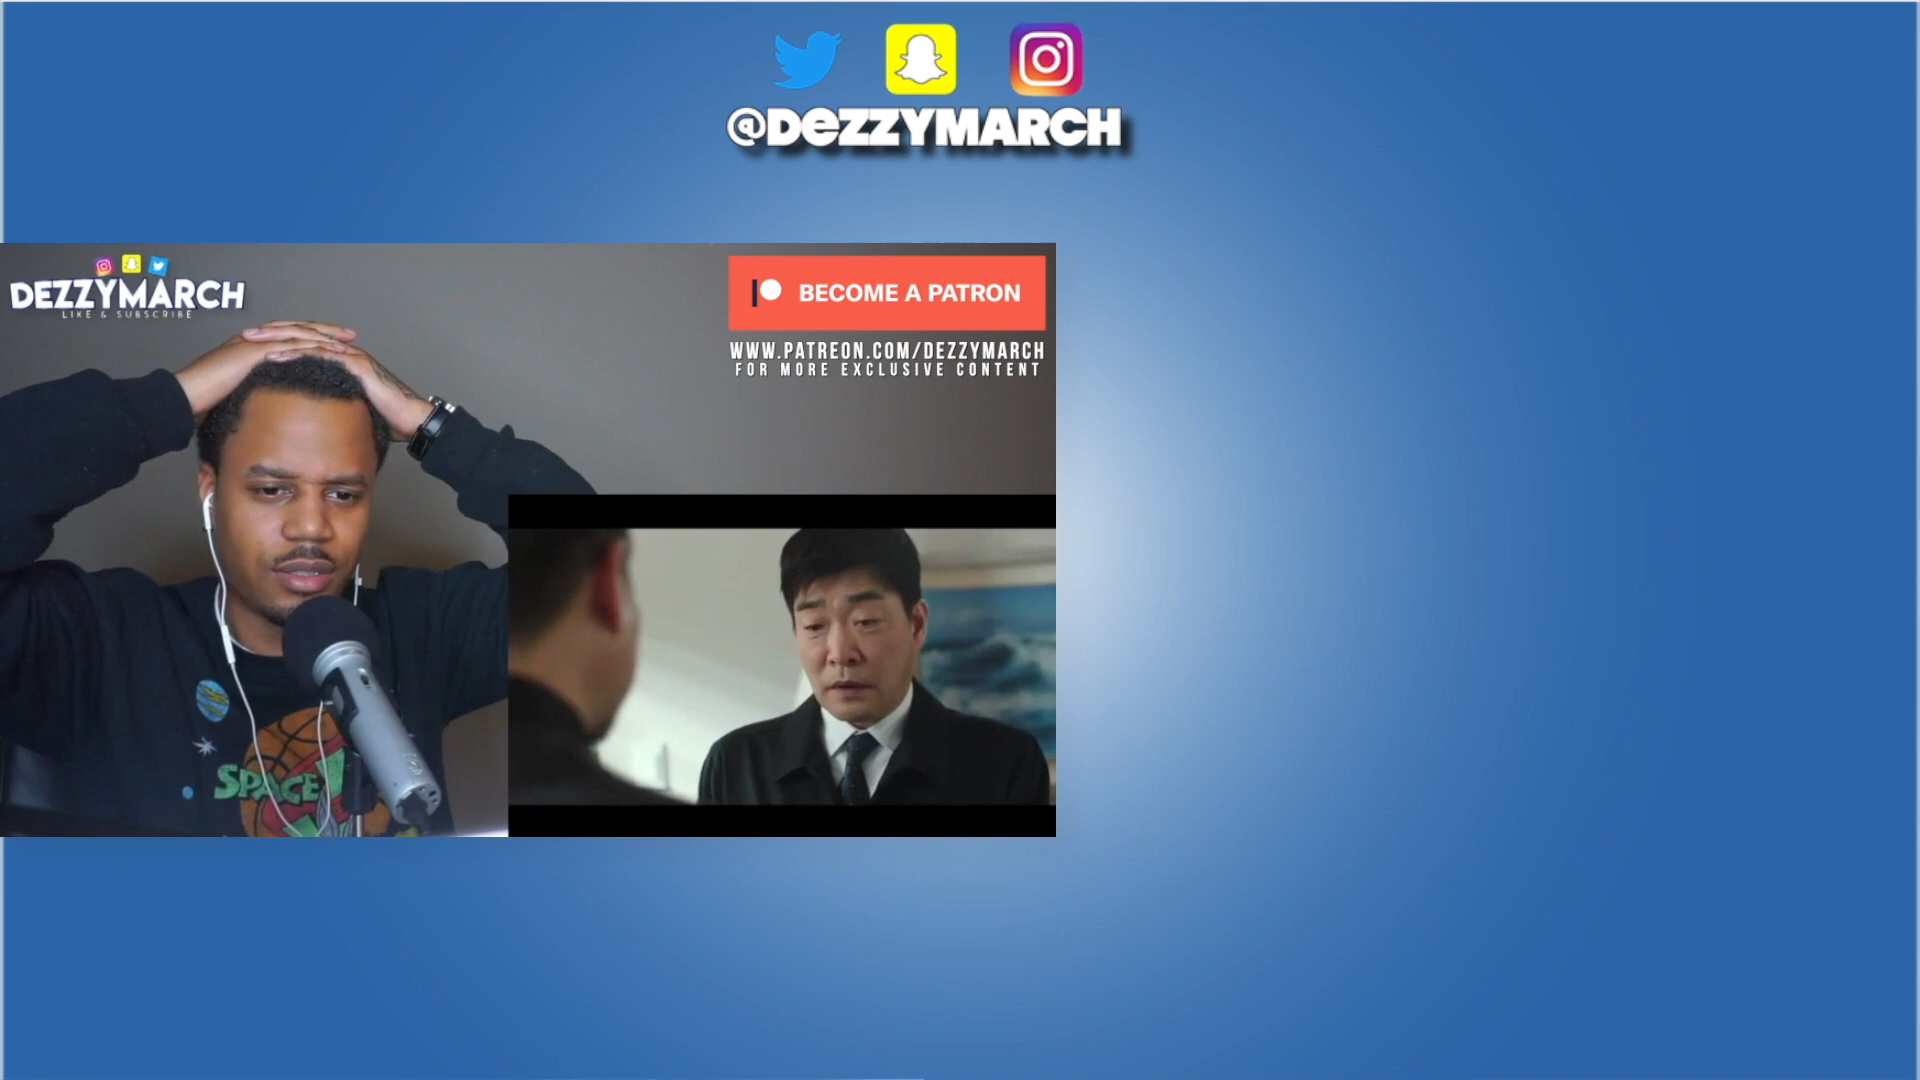 @DEZZYMARCH
DEZZYMARCH
LIKE & SUBSCRIBE
BECOME A PATRON
WWW.PATREON.COM/DEZZYMARCH
FOR MORE EXCLUSIVE CONTENT
SPACE